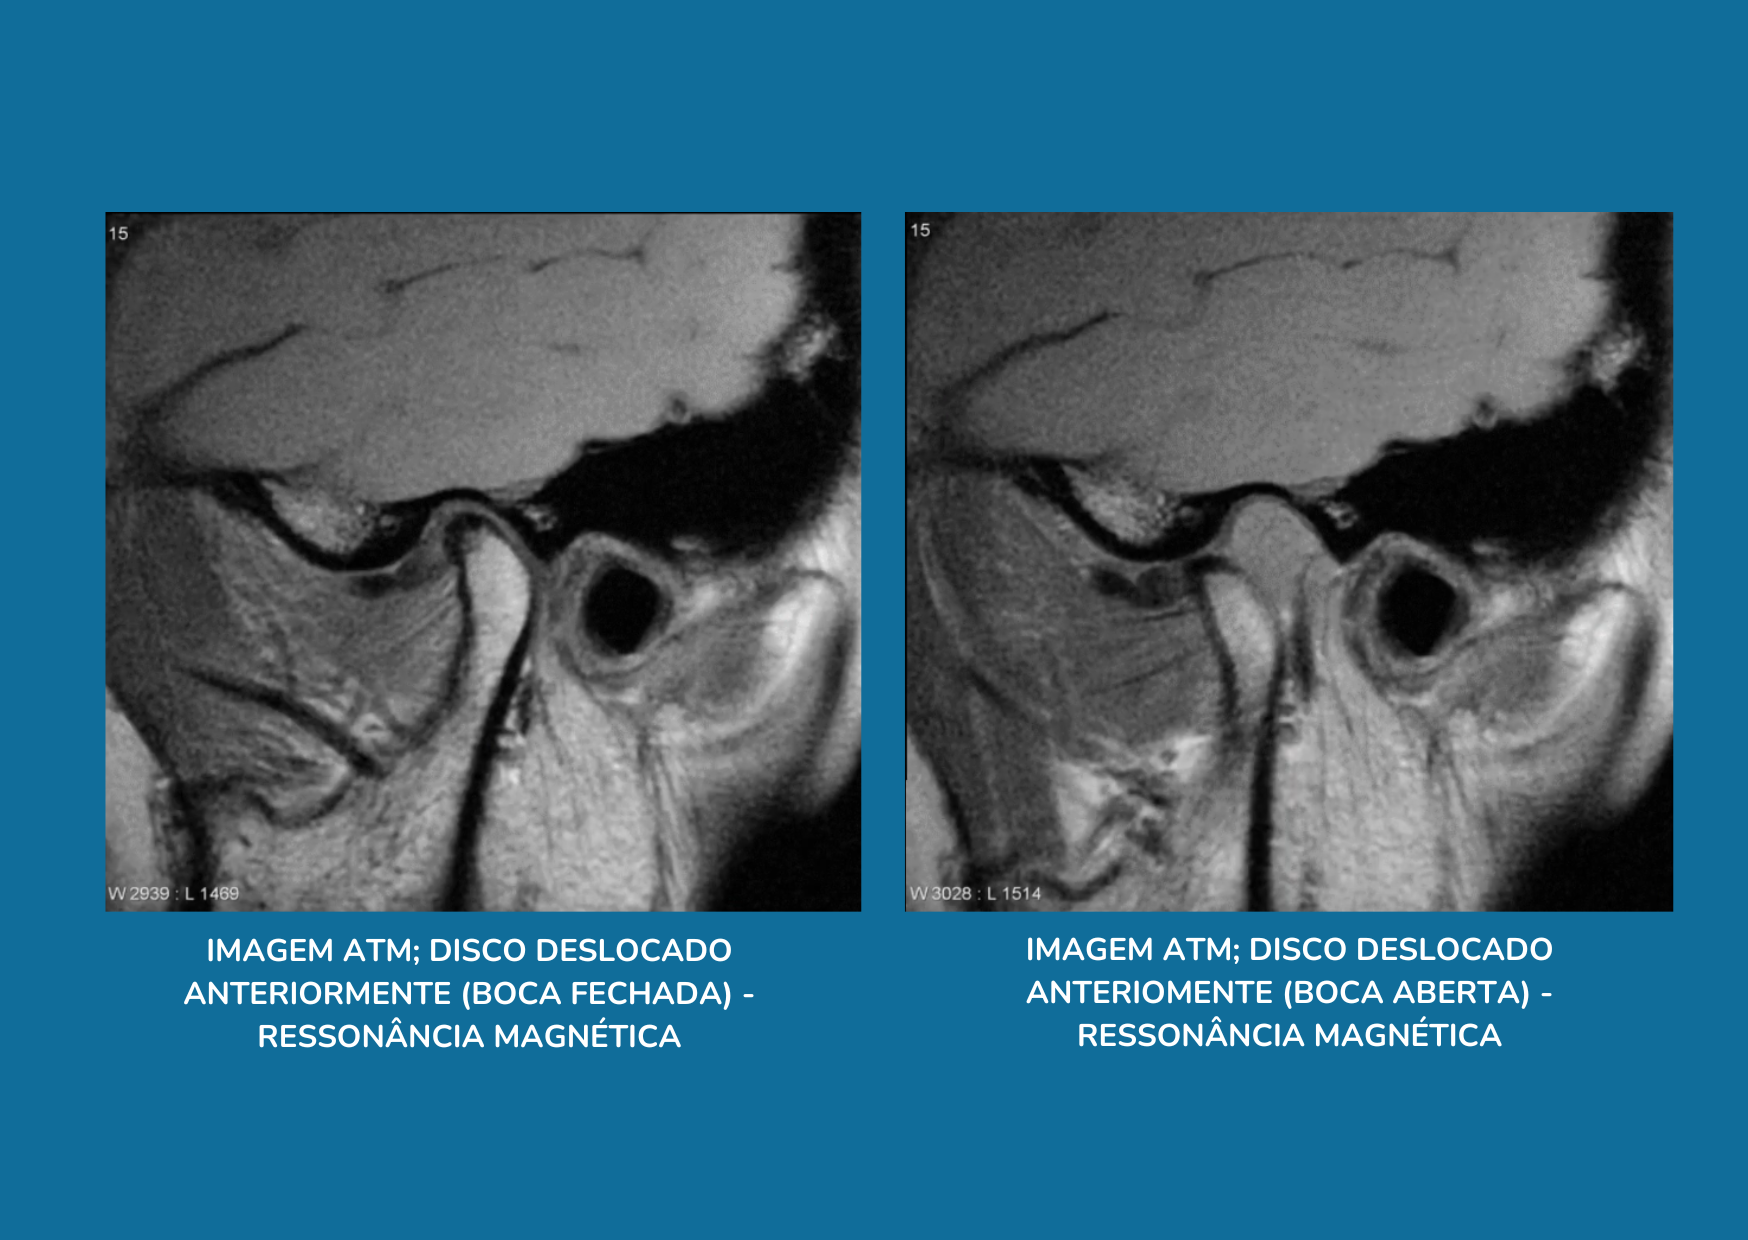 15
W 2939 : L 1469
IMAGEM ATM; DISCO DESLOCADO
ANTERIORMENTE (BOCA FECHADA) -
RESSONÂNCIA MAGNÉTICA
15
W 3028 : L 1514
IMAGEM ATM; DISCO DESLOCADO
ANTERIOMENTE (BOCA ABERTA) -
RESSONÂNCIA MAGNÉTICA